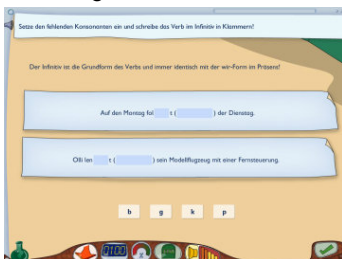 Setze den fehlenden Konsonanten ein und schreibe das Verb im Infinitiv in Klammern!
Der Infinitiv ist die Grundform des Verbs und immer identisch mit der wir-Form im Präsens!
Auf den Montag fol t ( ) der Dienstag.
Olli len t ( ) sein Modellflugzeug mit einer Fernsteuerung.
b g k p